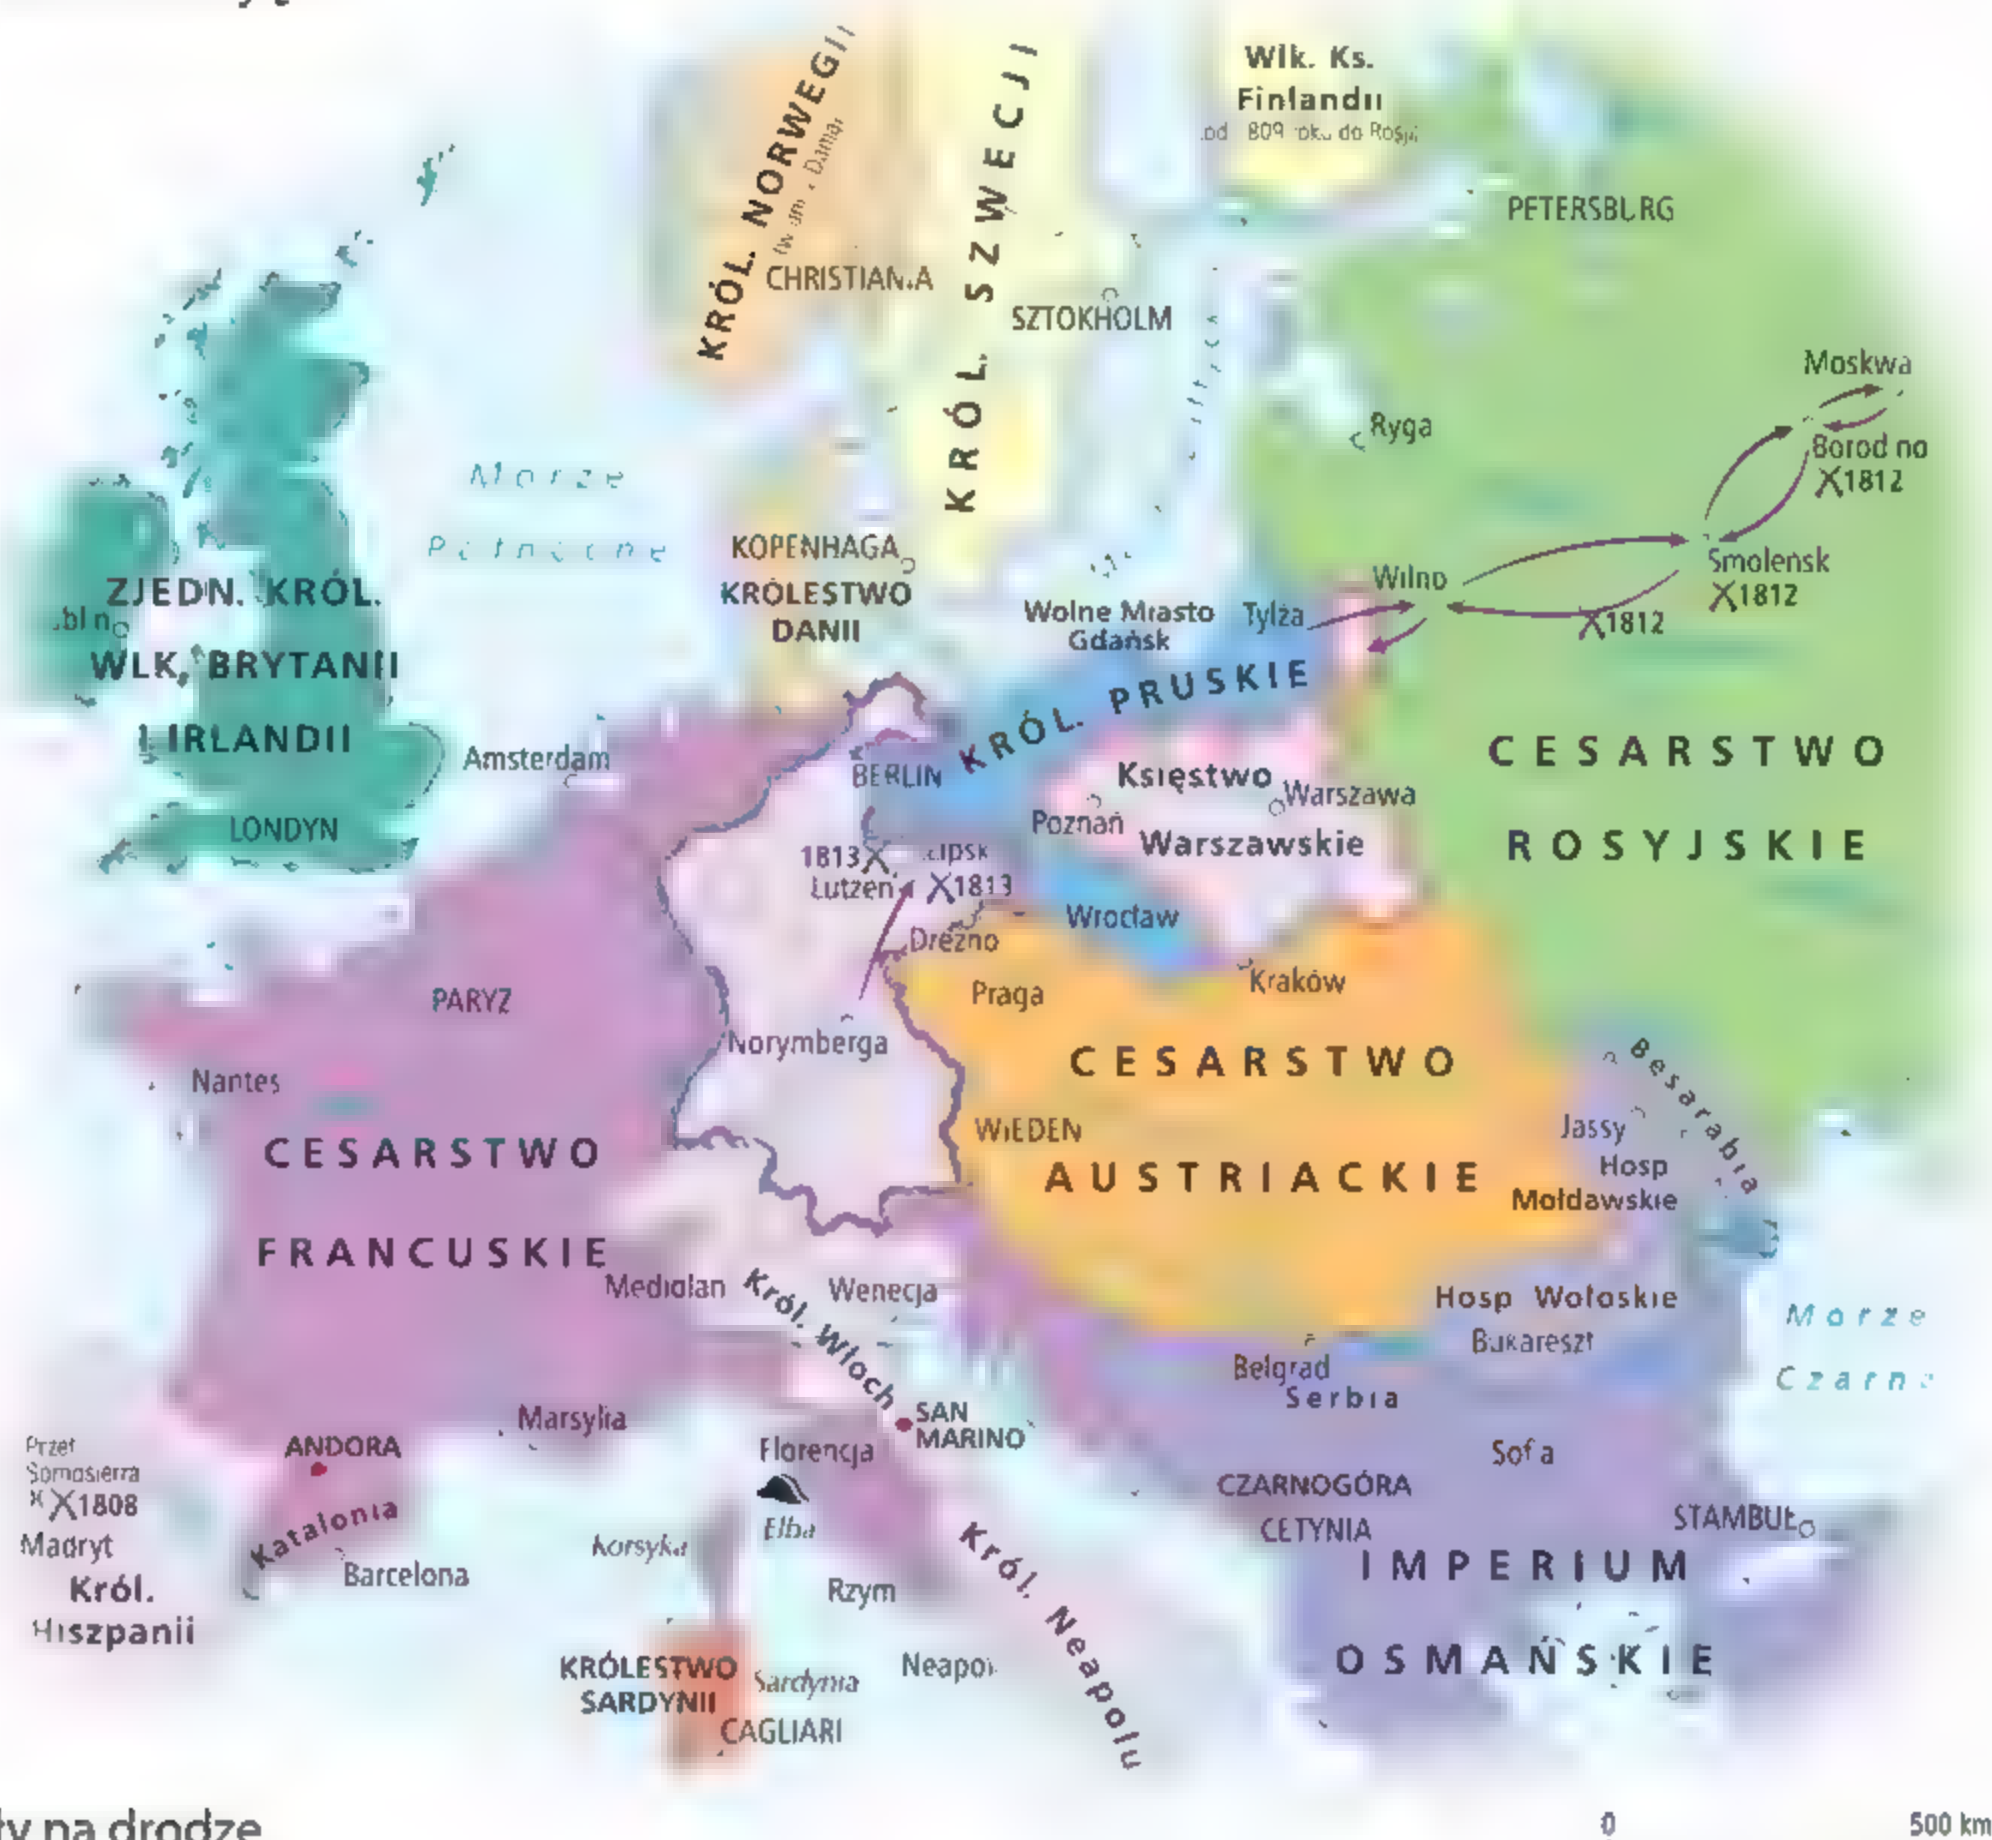 KRÓL. NORWEGII
KRÓL. SZWECJI
Wlk. Ks.
Finlandii
PETERSBURG
CHRISTIANIA
SZTOKHOLM
Moskwa
Ryga
X1812
Morze
Północne
KOPENHAGA
KRÓLESTWO
DANII
Wilno
Smolensk
X1812
X1812
ZJEDN. KRÓL.
WLK. BRYTANII
I IRLANDII
LONDYN
Wolne Miasto
Gdańsk
Tylża
KRÓL. PRUSKIE
Amsterdam
BERLIN
Księstwo
Warszawskie
Warszawa
Poznań
CESARSTWO
ROSYJSKIE
1813X
Lutzen
X1813
Wrocław
Drezno
Praga
Kraków
PARYŻ
Norymberga
Nantes
CESARSTWO
FRANCUSKIE
CESARSTWO
AUSTRIACKIE
WIEDEN
Besarabia
Jassy
Hosp
Mołdawskie
Mediolan
Król. Włoch
Wenecja
Hosp Wołoskie
Bukareszt
Morze
Belgrad
Serbia
SAN
MARINO
Marsylia
ANDORA
Florencja
Somosierra
X1808
Madryt
Król.
Hiszpanii
Katalonia
Barcelona
Korsyka
Elba
Rzym
Król. Neapolu
CZARNOGÓRA
CETYNIA
STAMBUŁ
IMPERIUM
OSMAŃSKIE
KRÓLESTWO
SARDYNII
Sardynia
CAGLIARI
na drodze
0 500 km